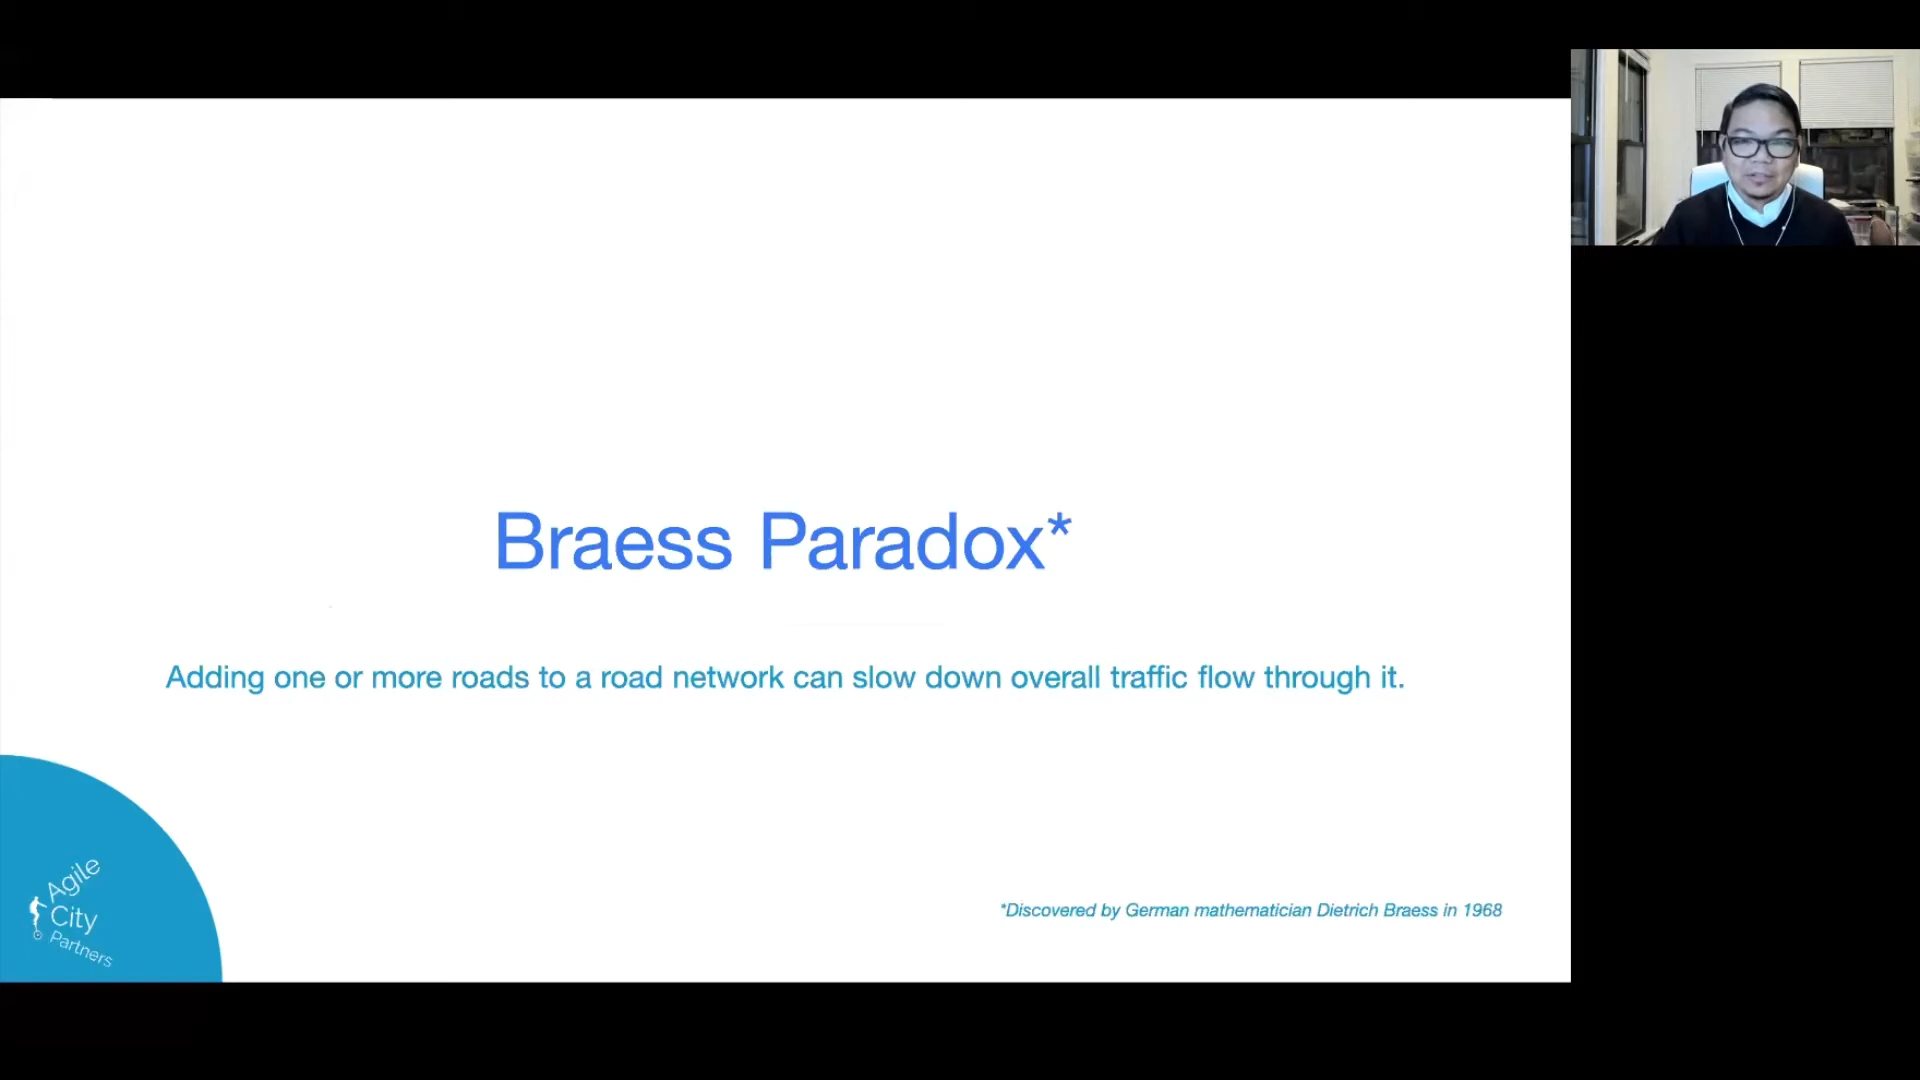 Braess Paradox*
Adding one or more roads to a road network can slow down overall traffic flow through it.
*Discovered by German mathematician Dietrich Braess in 1968
Agile
City
Partners